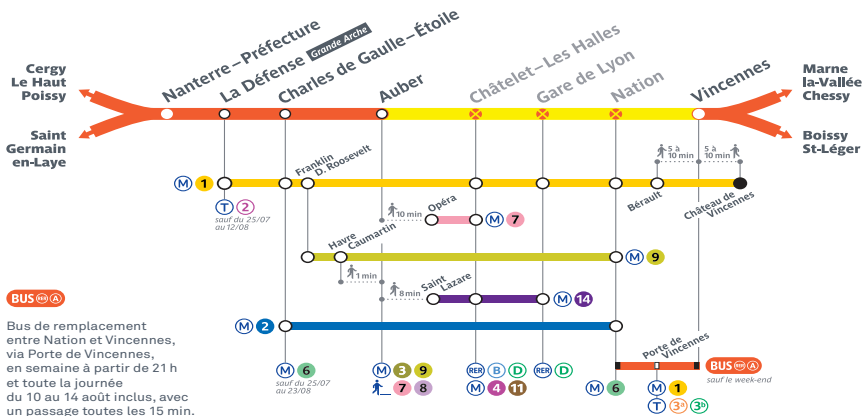 Nanterre – Préfecture
La Défense Grande Arche
Charles de Gaulle – Étoile
Auber
Châtelet – Les Halles
Gare de Lyon
Nation
Vincennes
Cergy
Le Haut
Poissy
Saint
Germain
en-Laye
Marne
la-Vallée
Chessy
Boissy
St-Léger
M 1
Franklin
D. Roosevelt
5 à
10 min
5 à
10 min
Bérault
Château de
Vincennes
T 2
sauf du 25/07
au 12/08
10 min
Opéra
M 7
Havre
Caumartin
M 9
1 min
8 min
Saint
Lazare
M 14
M 2
BUS RER A
Bus de remplacement
entre Nation et Vincennes,
via Porte de Vincennes,
en semaine à partir de 21 h
et toute la journée
du 10 au 14 août inclus, avec
un passage toutes les 15 min.
M 6
sauf du 25/07
au 23/08
M 3 9
7 8
RER B D
M 4 11
RER D
Porte de
Vincennes
BUS RER A
sauf le week-end
M 6
M 1
T 3a 3b